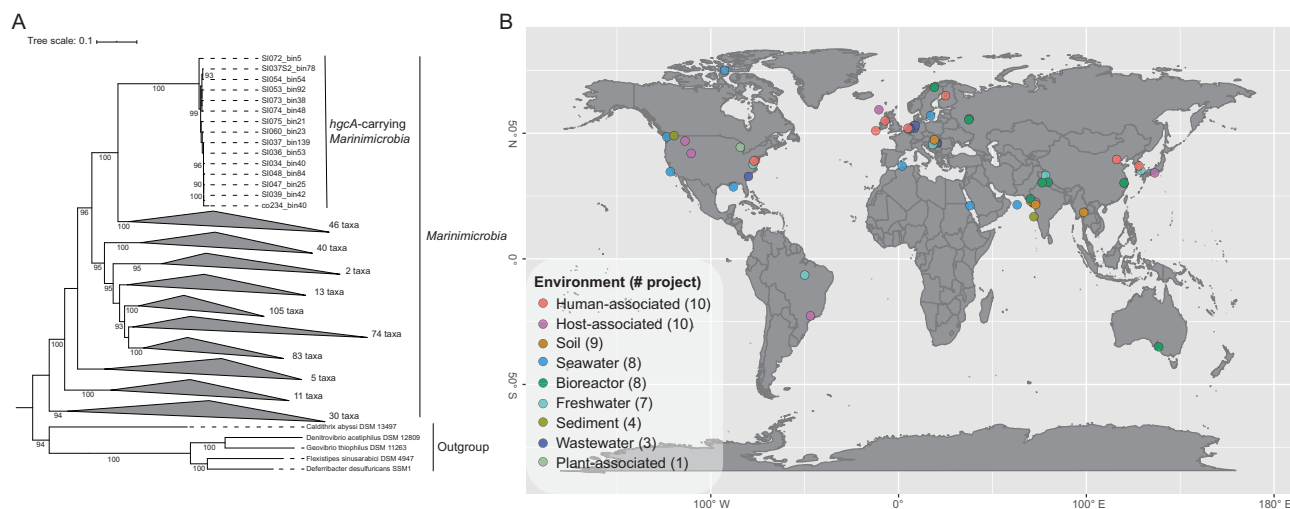 A
Tree scale: 0.1
SI072_bin5
SI037S2_bin78
SI054_bin54
SI053_bin92
SI073_bin38
SI074_bin48
SI075_bin21
SI060_bin23
SI037_bin139
SI036_bin53
SI034_bin40
SI048_bin84
SI047_bin25
SI039_bin42
co234_bin40
93
99
96
90
100
100
hgcA-carrying
Marinimicrobia
100
96
100
46 taxa
100
40 taxa
95
95
2 taxa
95
13 taxa
105 taxa
93
74 taxa
100
83 taxa
100
5 taxa
100
11 taxa
94
30 taxa
Marinimicrobia
94
Caldithrix abyssi DSM 13497
100
100
Denitrovibrio acetiphilus DSM 12809
Geovibrio thiophilus DSM 11263
Flexistipes sinusarabici DSM 4947
100
Deferribacter desulfuricans SSM1
Outgroup
B
50° N
0°
50° S
Environment (# project)
Human-associated (10)
Host-associated (10)
Soil (9)
Seawater (8)
Bioreactor (8)
Freshwater (7)
Sediment (4)
Wastewater (3)
Plant-associated (1)
100° W
0°
100° E
180° E